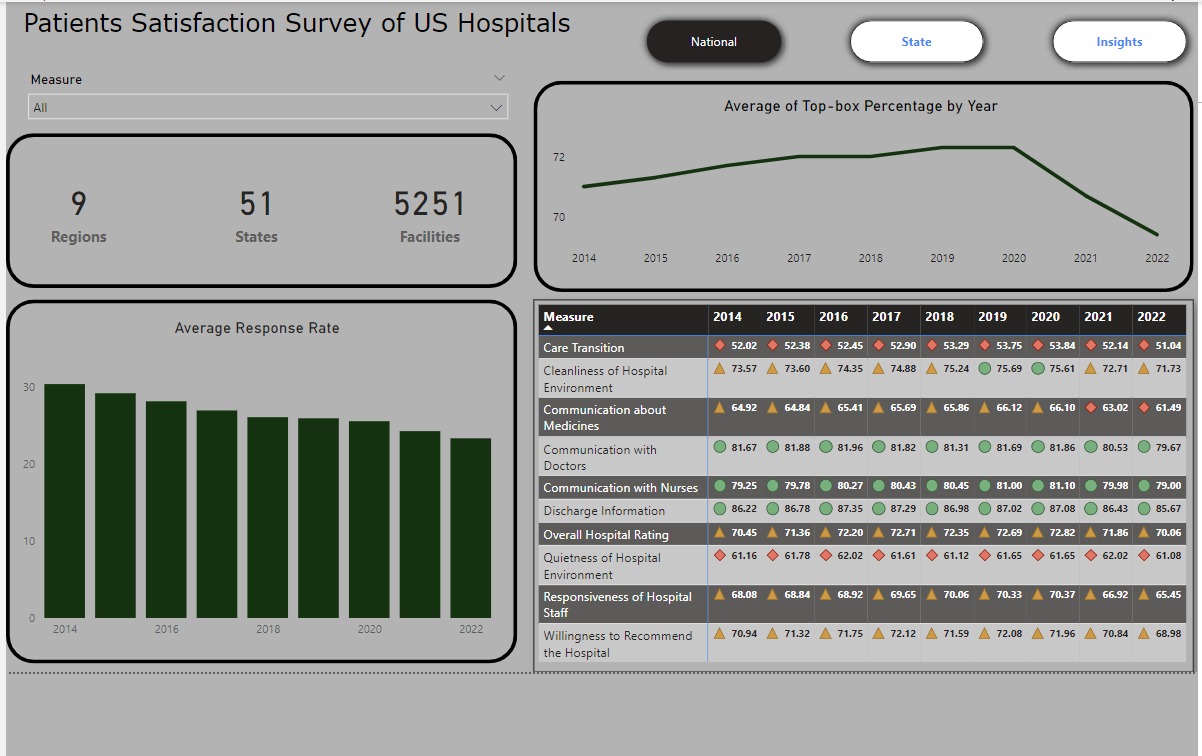 Patients Satisfaction Survey of US Hospitals
National
State
Insights
Measure
All
9
51
5251
Regions
States
Facilities
Average of Top-box Percentage by Year
72
70
2014 2015 2016 2017 2018 2019 2020 2021 2022
Average Response Rate
30
20
10
0
2014 2016 2018 2020 2022
Measure 2014 2015 2016 2017 2018 2019 2020 2021 2022
Care Transition 52.02 52.38 52.45 52.90 53.29 53.75 53.84 52.14 51.04
Cleanliness of Hospital 73.57 73.60 74.35 74.88 75.24 75.69 75.61 72.71 71.73
Environment
Communication about 64.92 64.84 65.41 65.69 65.86 66.12 66.10 63.02 61.49
Medicines
Communication with 81.67 81.88 81.96 81.82 81.31 81.69 81.86 80.53 79.67
Doctors
Communication with Nurses 79.25 79.78 80.27 80.43 80.45 81.00 81.10 79.98 79.00
Discharge Information 86.22 86.78 87.35 87.29 86.98 87.02 87.08 86.43 85.67
Overall Hospital Rating 70.45 71.36 72.20 72.71 72.35 72.69 72.82 71.86 70.06
Quietness of Hospital 61.16 61.78 62.02 61.61 61.12 61.65 61.65 62.02 61.08
Environment
Responsiveness of Hospital 68.08 68.84 68.92 69.65 70.06 70.33 70.37 66.92 65.45
Staff
Willingness to Recommend 70.94 71.32 71.75 72.12 71.59 72.08 71.96 70.84 68.98
the Hospital